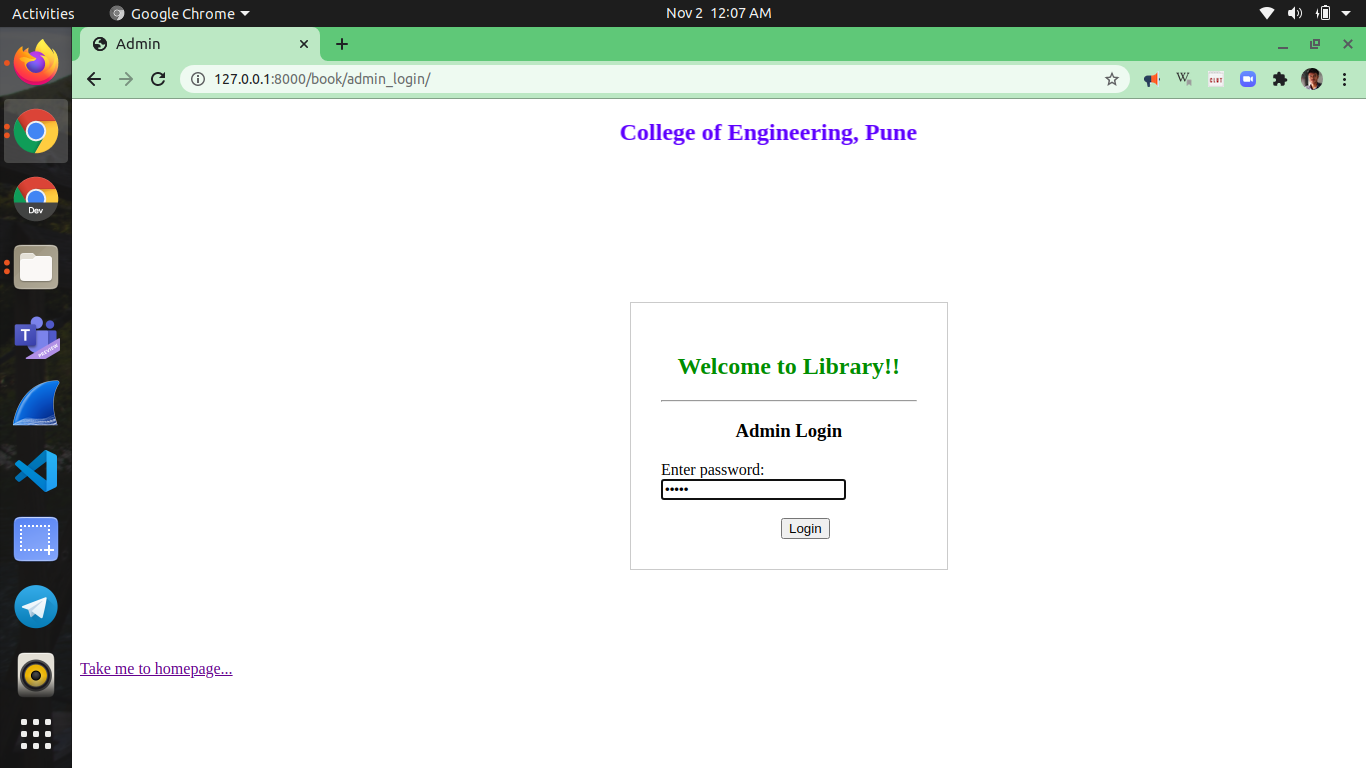 Activities Google Chrome Nov 2 12:07 AM
Admin
127.0.0.1:8000/book/admin_login/
College of Engineering, Pune
Dev
T
PREVIEW
Welcome to Library!!
Admin Login
Enter password:
•••••
Login
Take me to homepage...